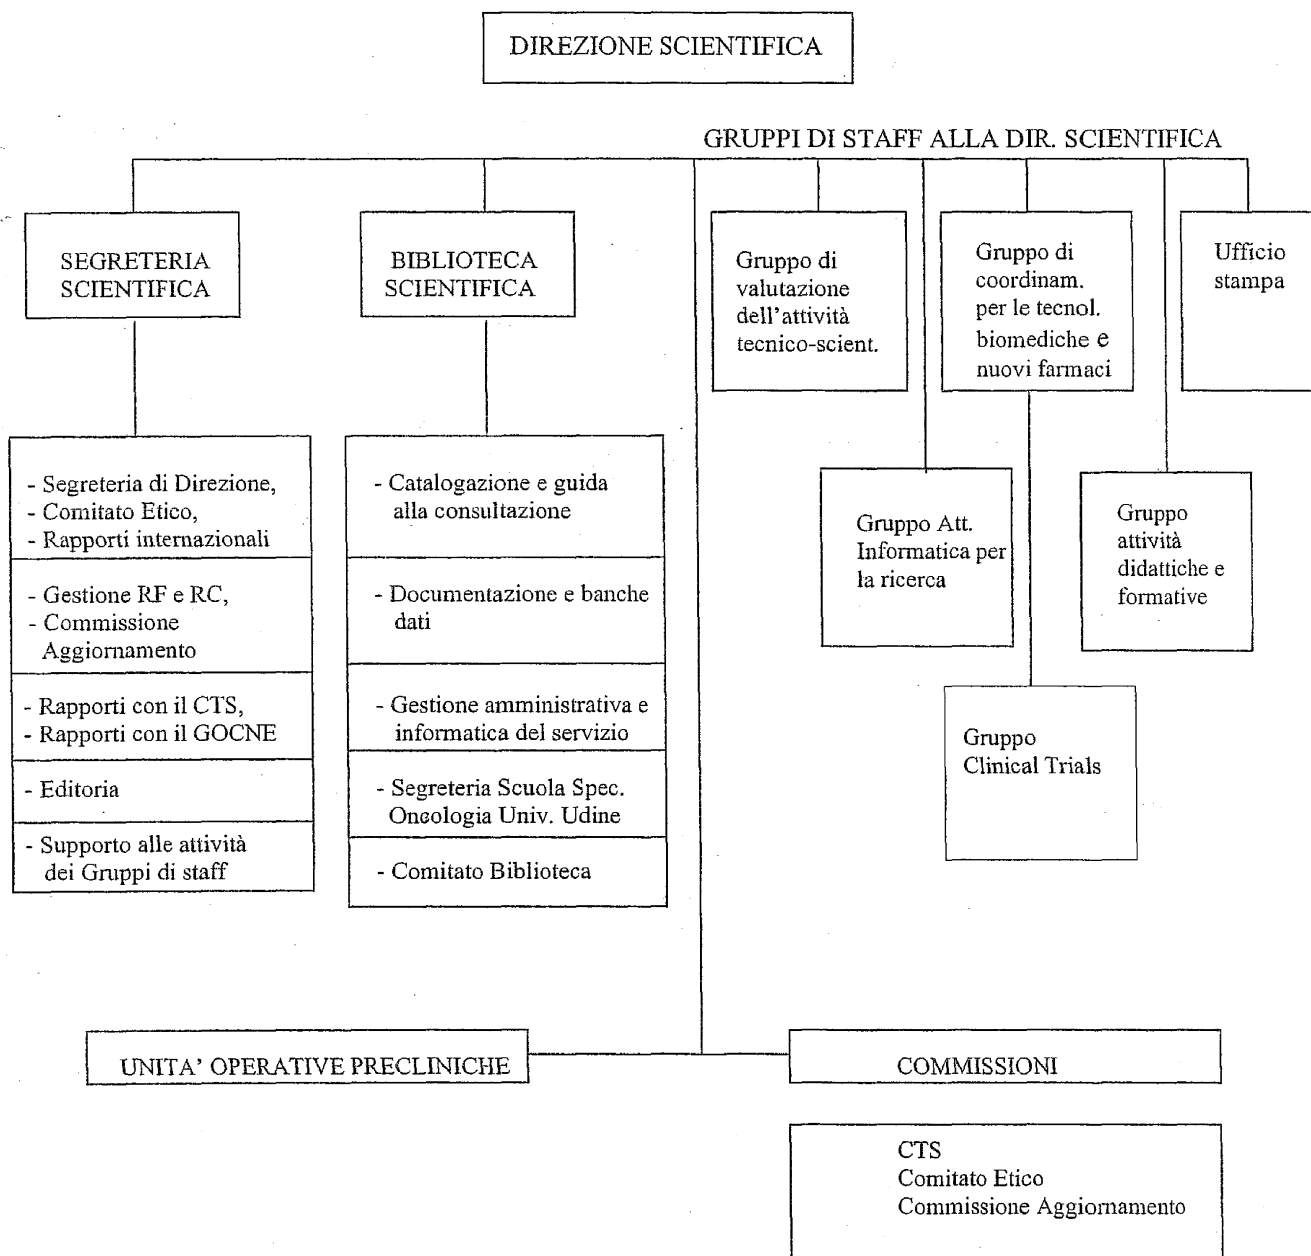 DIREZIONE SCIENTIFICA
GRUPPI DI STAFF ALLA DIR. SCIENTIFICA
SEGRETERIA
SCIENTIFICA
BIBLIOTECA
SCIENTIFICA
Gruppo di
valutazione
dell'attività
tecnico-scient.
Gruppo di
coordinam.
per le tecnol.
biomediche e
nuovi farmaci
Ufficio
stampa
- Segreteria di Direzione,
- Comitato Etico,
- Rapporti internazionali
- Gestione RF e RC,
- Commissione
Aggiornamento
- Rapporti con il CTS,
- Rapporti con il GOCNE
- Editoria
- Supporto alle attività
dei Gruppi di staff
- Catalogazione e guida
alla consultazione
- Documentazione e banche
dati
- Gestione amministrativa e
informatica del servizio
- Segreteria Scuola Spec.
Oncologia Univ. Udine
- Comitato Biblioteca
Gruppo Att.
Informatica per
la ricerca
Gruppo
attività
didattiche e
formative
Gruppo
Clinical Trials
UNITA' OPERATIVE PRECLINICHE
COMMISSIONI
CTS
Comitato Etico
Commissione Aggiornamento